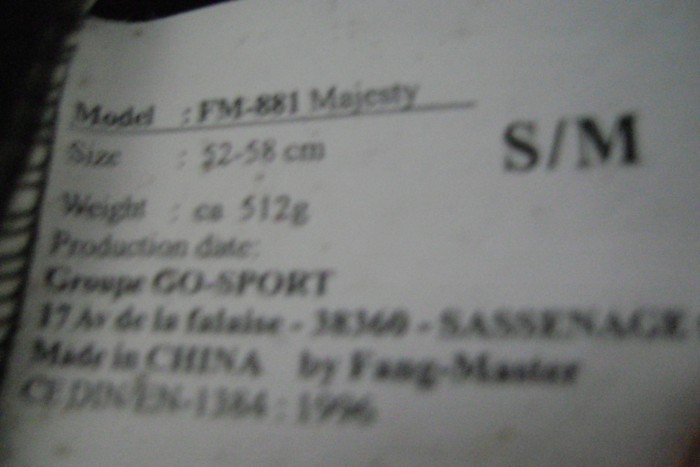 Model : FM-881 Majesty
S/M
Size : 52-58 cm
Weight : ca 512g
Production date:
Groupe GO-SPORT
17 Av de la falaise - 38360 - SASSENAGE
Made in CHINA by Fang-Master
CE DIN EN-1384 : 1996